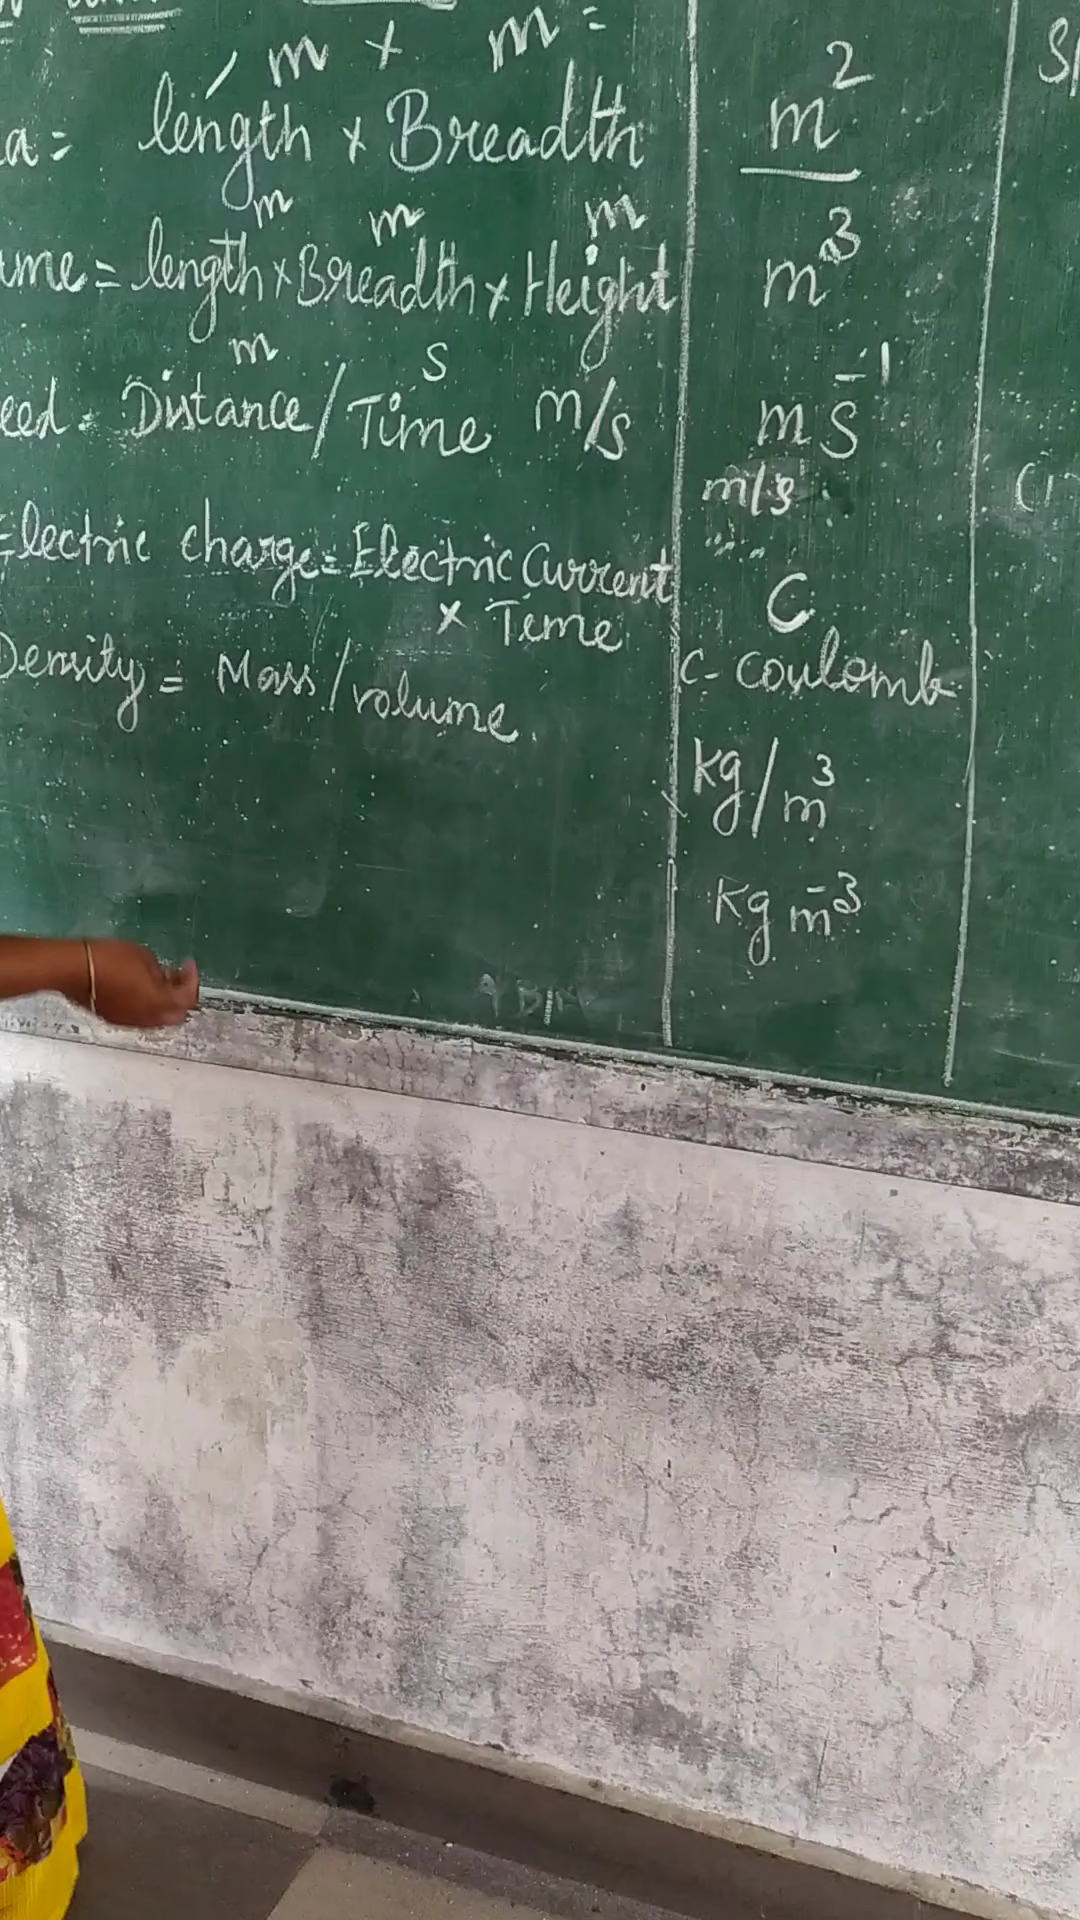 m x m =
a = length x Breadth m²
m m m
ume = length x Breadth x Height m³
m s
eed. Distance / Time m/s m s⁻¹
m/s
Electric charge = Electric Current C
x Teme
C - Coulomb
Density = Mass / volume
kg / m³
Kg m⁻³